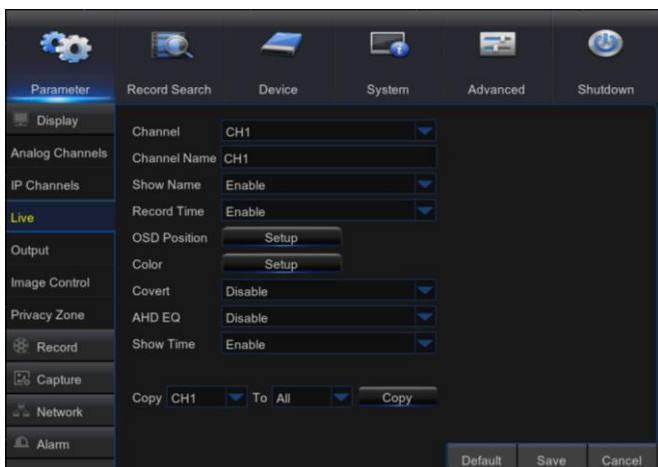 Parameter
Record Search
Device
System
Advanced
Shutdown
Display
Analog Channels
IP Channels
Live
Output
Image Control
Privacy Zone
Record
Capture
Network
Alarm
Channel CH1
Channel Name CH1
Show Name Enable
Record Time Enable
OSD Position Setup
Color Setup
Covert Disable
AHD EQ Disable
Show Time Enable
Copy CH1 To All Copy
Default Save Cancel